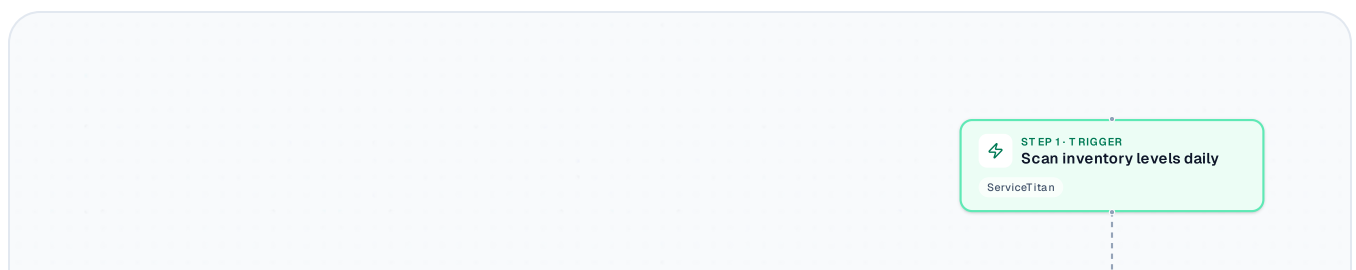 STEP 1 · TRIGGER
Scan inventory levels daily
ServiceTitan